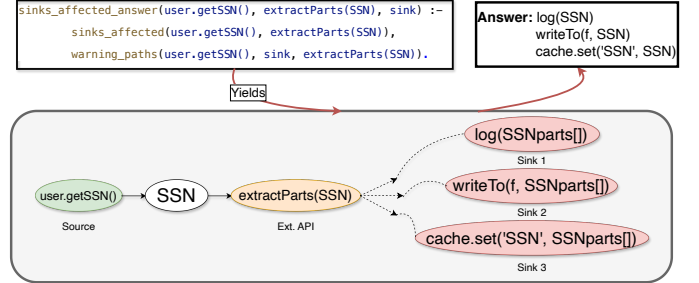 sinks_affected_answer(user.getSSN(), extractParts(SSN), sink) :-
sinks_affected(user.getSSN(), extractParts(SSN)),
warning_paths(user.getSSN(), sink, extractParts(SSN)).
Answer: log(SSN)
writeTo(f, SSN)
cache.set('SSN', SSN)
Yields
log(SSNparts[])
Sink 1
user.getSSN()
SSN
extractParts(SSN)
writeTo(f, SSNparts[])
Source
Ext. API
Sink 2
cache.set('SSN', SSNparts[])
Sink 3